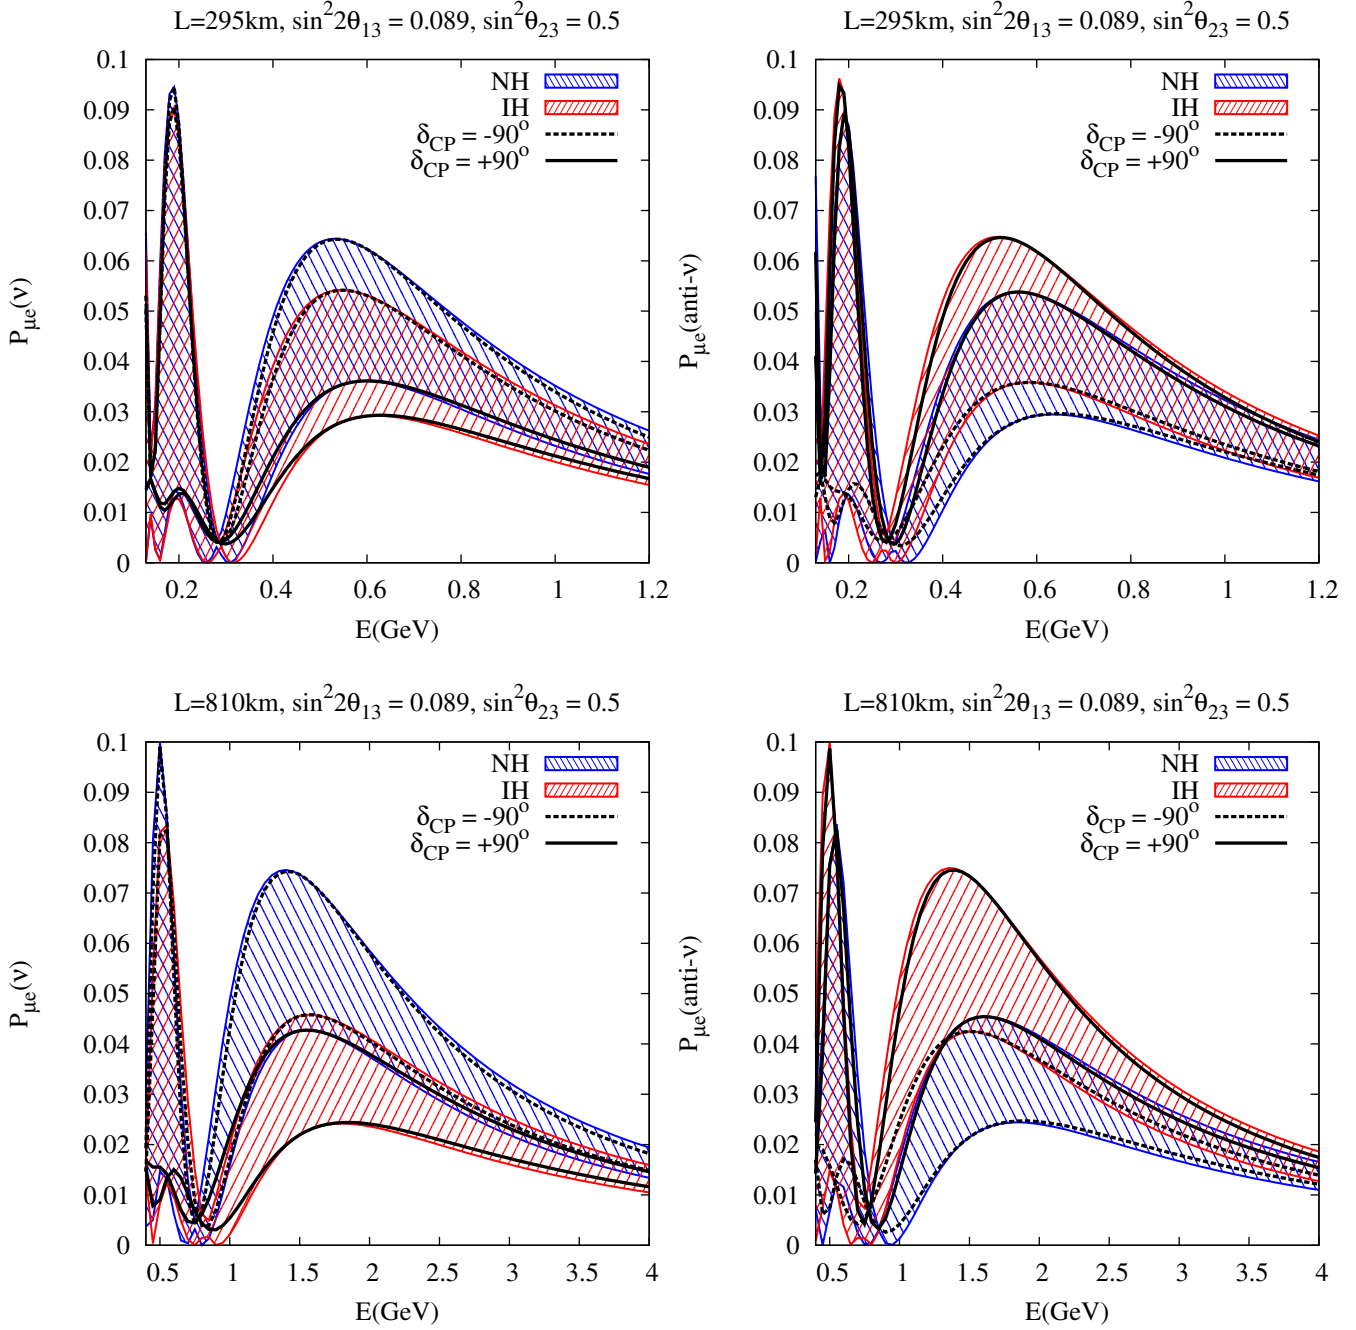 L=295km, sin²2θ₁₃ = 0.089, sin²θ₂₃ = 0.5
NH
IH
δ_CP = -90°
δ_CP = +90°
0.1
0.09
0.08
0.07
0.06
0.05
0.04
0.03
0.02
0.01
0
P_μe(ν)
0.2 0.4 0.6 0.8 1 1.2
E(GeV)
L=295km, sin²2θ₁₃ = 0.089, sin²θ₂₃ = 0.5
NH
IH
δ_CP = -90°
δ_CP = +90°
0.1
0.09
0.08
0.07
0.06
0.05
0.04
0.03
0.02
0.01
0
P_μe(anti-ν)
0.2 0.4 0.6 0.8 1 1.2
E(GeV)
L=810km, sin²2θ₁₃ = 0.089, sin²θ₂₃ = 0.5
NH
IH
δ_CP = -90°
δ_CP = +90°
0.1
0.09
0.08
0.07
0.06
0.05
0.04
0.03
0.02
0.01
0
P_μe(ν)
0.5 1 1.5 2 2.5 3 3.5 4
E(GeV)
L=810km, sin²2θ₁₃ = 0.089, sin²θ₂₃ = 0.5
NH
IH
δ_CP = -90°
δ_CP = +90°
0.1
0.09
0.08
0.07
0.06
0.05
0.04
0.03
0.02
0.01
0
P_μe(anti-ν)
0.5 1 1.5 2 2.5 3 3.5 4
E(GeV)